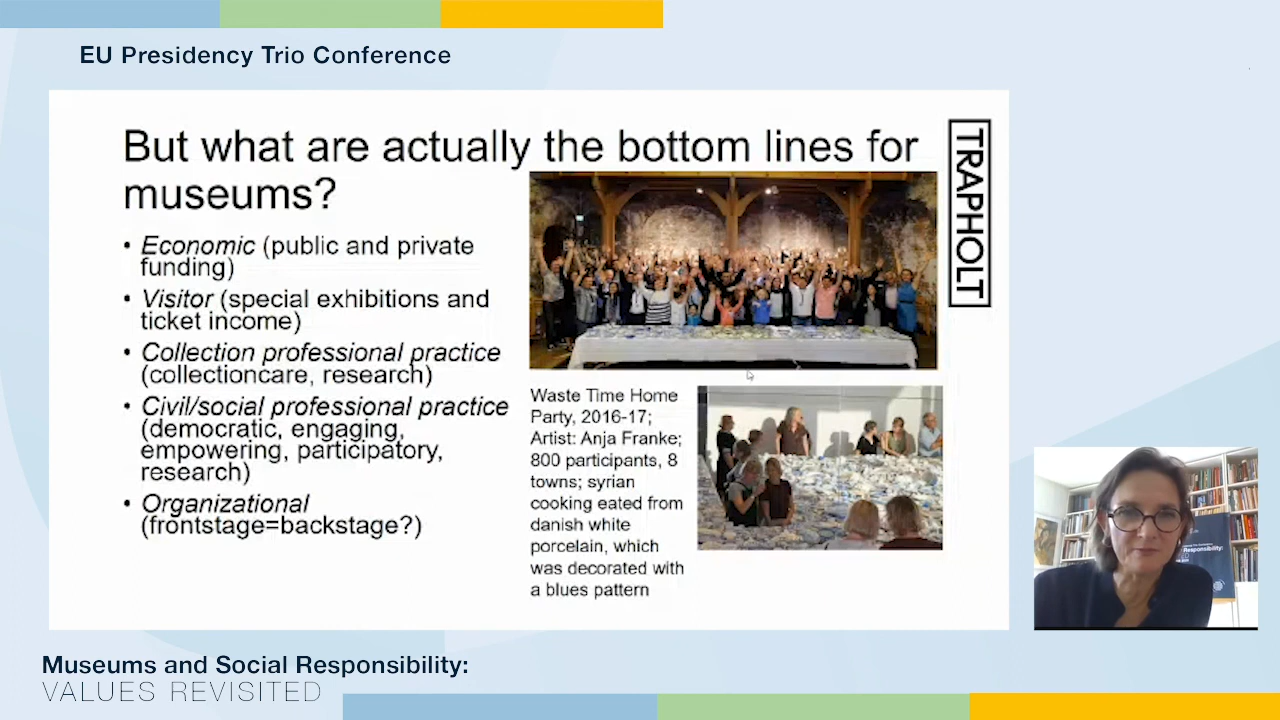 EU Presidency Trio Conference
But what are actually the bottom lines for
museums?
TRAPHOLT
• Economic (public and private
funding)
• Visitor (special exhibitions and
ticket income)
• Collection professional practice
(collectioncare, research)
• Civil/social professional practice
(democratic, engaging,
empowering, participatory,
research)
• Organizational
(frontstage=backstage?)
Waste Time Home
Party, 2016-17;
Artist: Anja Franke;
800 participants, 8
towns; syrian
cooking eated from
danish white
porcelain, which
was decorated with
a blues pattern
Responsibility:
Museums and Social Responsibility:
VALUES REVISITED